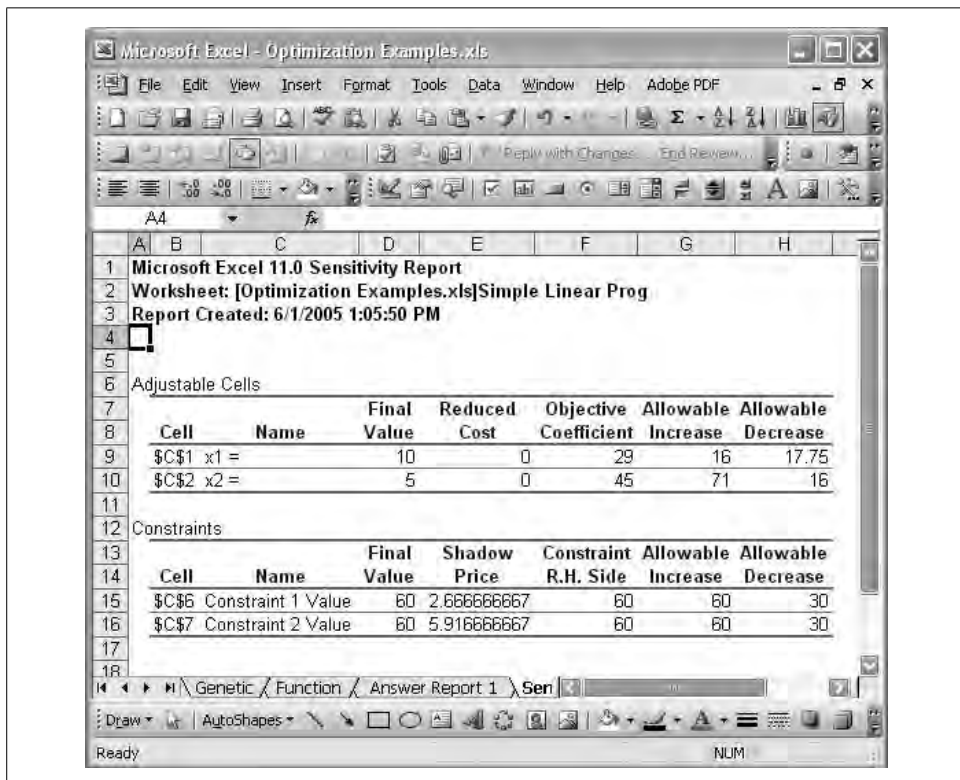 Microsoft Excel - Optimization Examples.xls
File Edit View Insert Format Tools Data Window Help Adobe PDF
Reply with Changes... End Review...
A4 fx
A B C D E F G H
1 Microsoft Excel 11.0 Sensitivity Report
2 Worksheet: [Optimization Examples.xls]Simple Linear Prog
3 Report Created: 6/1/2005 1:05:50 PM
4
5
6 Adjustable Cells
7 Final Reduced Objective Allowable Allowable
8 Cell Name Value Cost Coefficient Increase Decrease
9 $C$1 x1 = 10 0 29 16 17.75
10 $C$2 x2 = 5 0 45 71 16
11
12 Constraints
13 Final Shadow Constraint Allowable Allowable
14 Cell Name Value Price R.H. Side Increase Decrease
15 $C$6 Constraint 1 Value 60 2.666666667 60 60 30
16 $C$7 Constraint 2 Value 60 5.916666667 60 60 30
17
18
Genetic / Function / Answer Report 1 \ Sen
Draw AutoShapes
Ready NUM